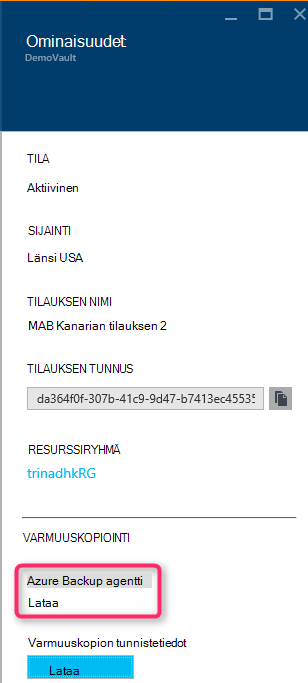 Ominaisuudet
DemoVault
TILA
Aktiivinen
SIJAINTI
Länsi USA
TILAUKSEN NIMI
MAB Kanarian tilauksen 2
TILAUKSEN TUNNUS
da364f0f-307b-41c9-9d47-b7413ec45535
RESURSSIRYHMÄ
trinadhkRG
VARMUUSKOPIOINTI
Azure Backup agentti
Lataa
Varmuuskopion tunnistetiedot
Lataa